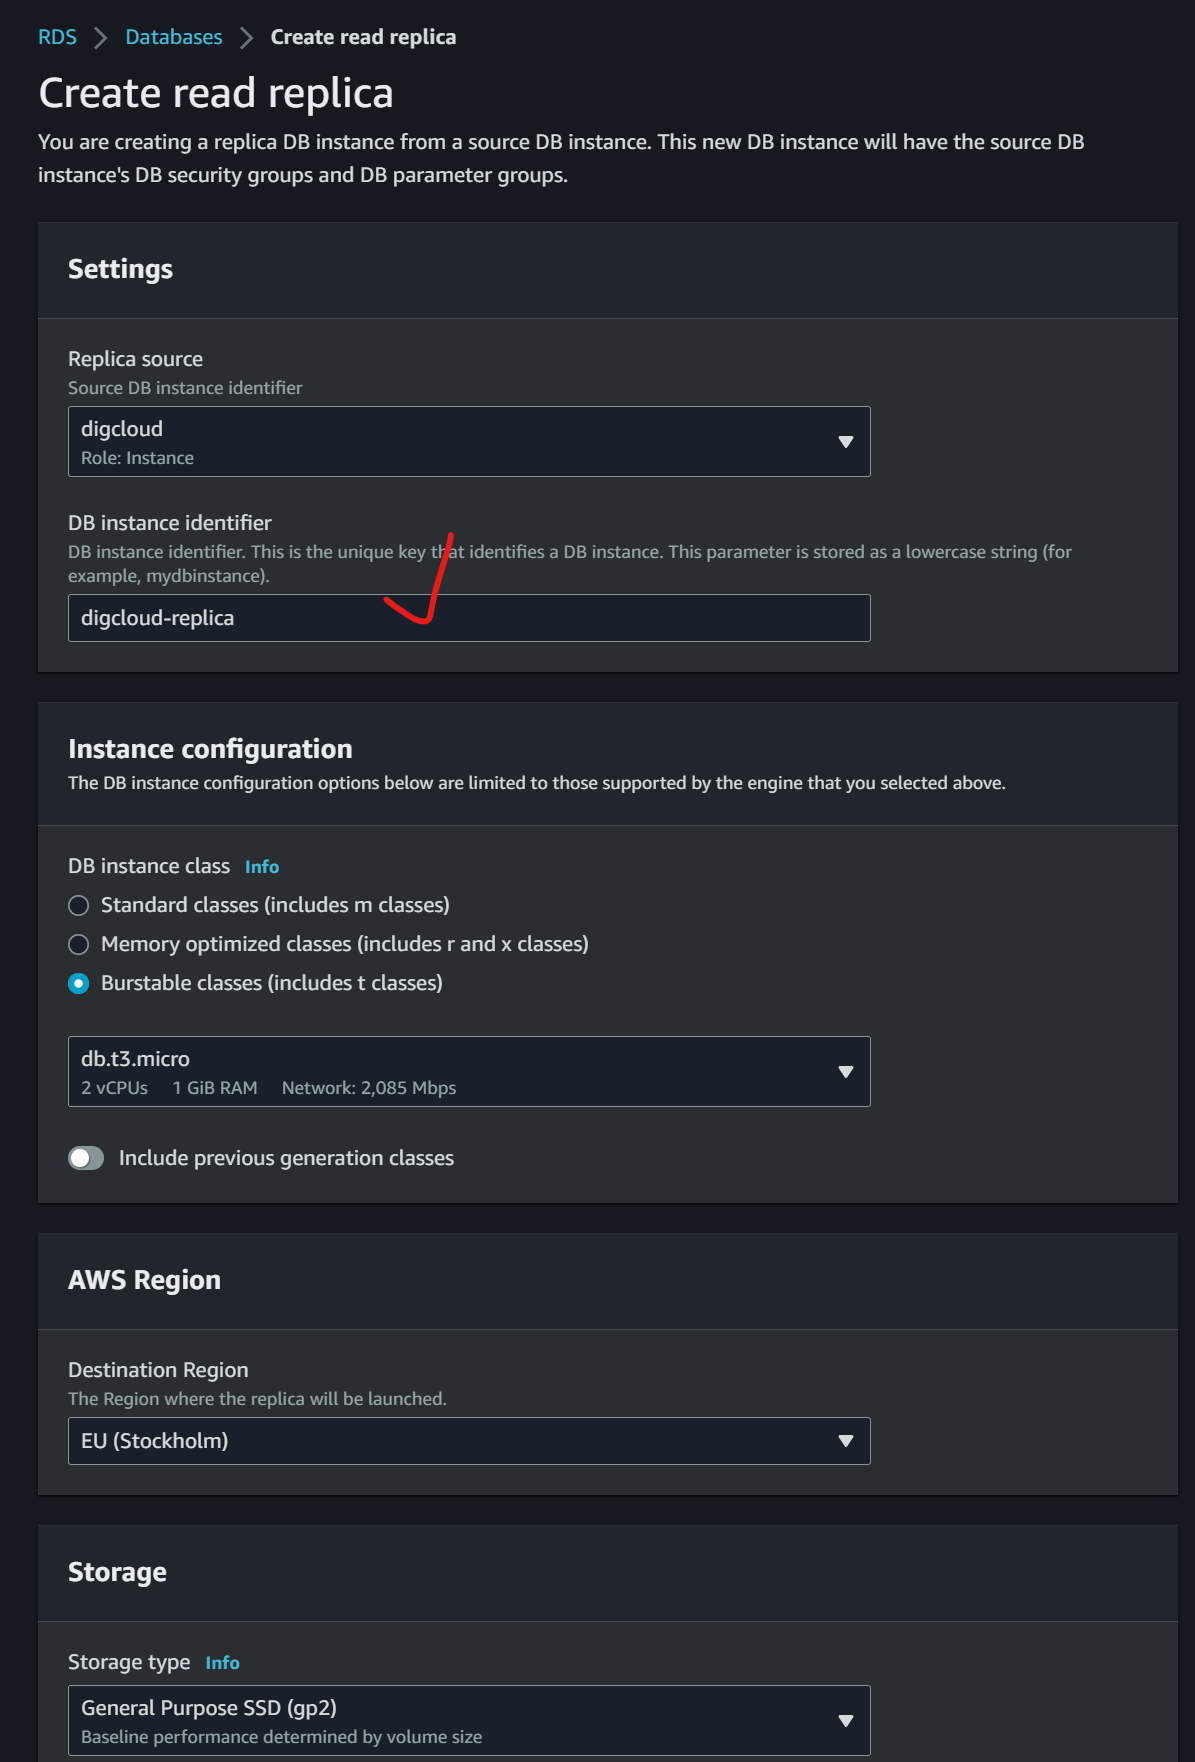 RDS > Databases > Create read replica
Create read replica
You are creating a replica DB instance from a source DB instance. This new DB instance will have the source DB
instance's DB security groups and DB parameter groups.
Settings
Replica source
Source DB instance identifier
digcloud
Role: Instance
DB instance identifier
DB instance identifier. This is the unique key that identifies a DB instance. This parameter is stored as a lowercase string (for
example, mydbinstance).
digcloud-replica
Instance configuration
The DB instance configuration options below are limited to those supported by the engine that you selected above.
DB instance class Info
Standard classes (includes m classes)
Memory optimized classes (includes r and x classes)
Burstable classes (includes t classes)
db.t3.micro
2 vCPUs 1 GiB RAM Network: 2,085 Mbps
Include previous generation classes
AWS Region
Destination Region
The Region where the replica will be launched.
EU (Stockholm)
Storage
Storage type Info
General Purpose SSD (gp2)
Baseline performance determined by volume size